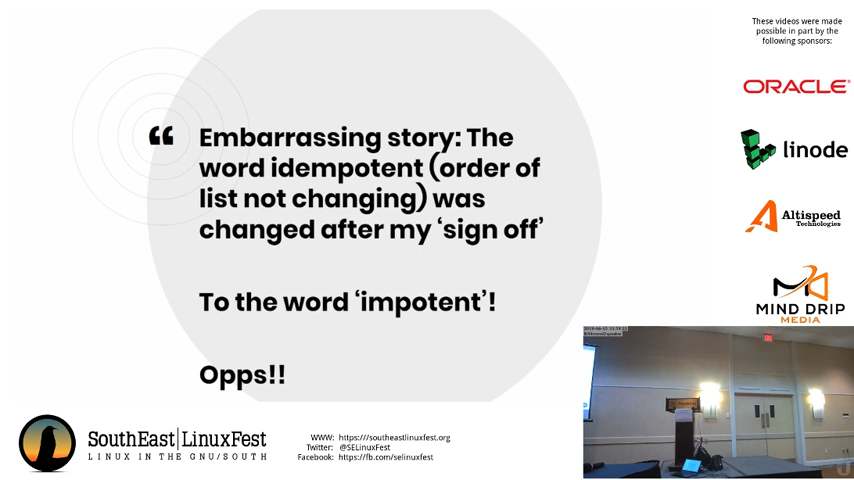 These videos were made
possible in part by the
following sponsors:
ORACLE
linode
Altispeed
Technologies
MIND DRIP
MEDIA
“ Embarrassing story: The
word idempotent (order of
list not changing) was
changed after my ‘sign off’
To the word ‘impotent’!
Opps!!
SouthEast|LinuxFest
LINUX IN THE GNU/SOUTH
WWW: https:///southeastlinuxfest.org
Twitter: @SELinuxFest
Facebook: https://fb.com/selinuxfest